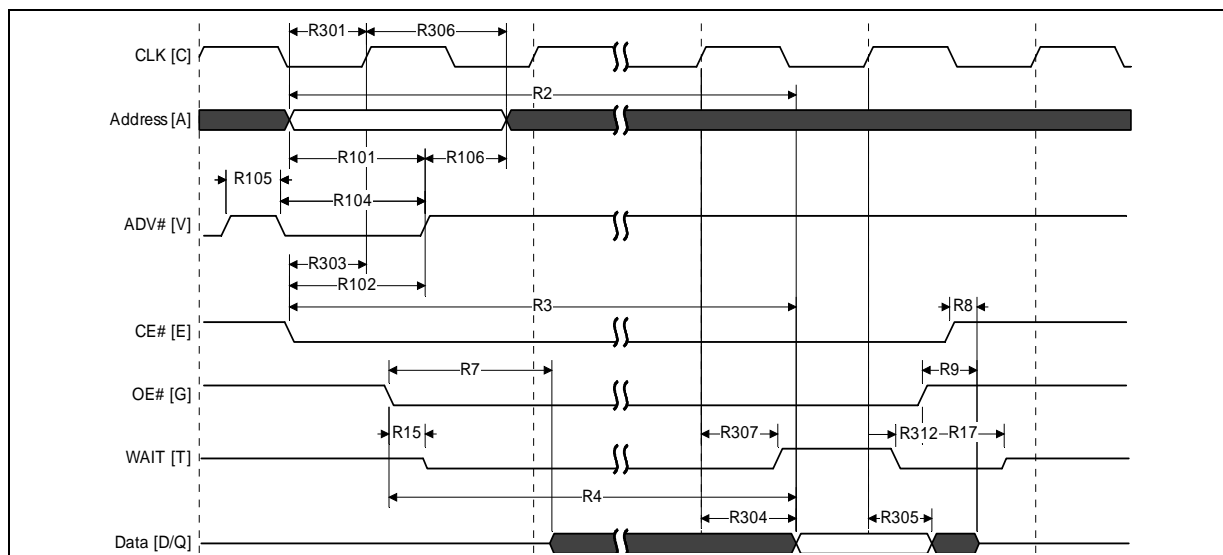 R301 R306
CLK [C]
R2
Address [A]
R101 R106
R105
R104
ADV# [V]
R303
R102
R3 R8
CE# [E]
R7 R9
OE# [G]
R15 R307 R312 R17
WAIT [T]
R4
R304 R305
Data [D/Q]